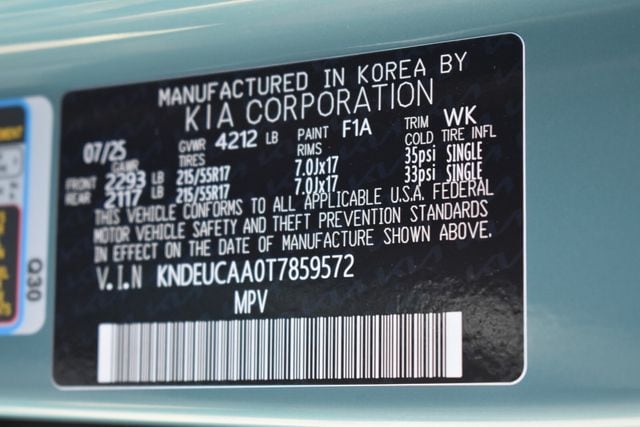 MANUFACTURED IN KOREA BY
KIA CORPORATION
07/25 GVWR 4212 LB PAINT F1A TRIM WK
GAWR TIRES RIMS COLD TIRE INFL
FRONT 2293 LB 215/55R17 7.0Jx17 35psi SINGLE
REAR 2117 LB 215/55R17 7.0Jx17 33psi SINGLE
THIS VEHICLE CONFORMS TO ALL APPLICABLE U.S.A. FEDERAL
MOTOR VEHICLE SAFETY AND THEFT PREVENTION STANDARDS
IN EFFECT ON THE DATE OF MANUFACTURE SHOWN ABOVE.
V.I.N KNDEUCAA0T7859572
MPV
Q30